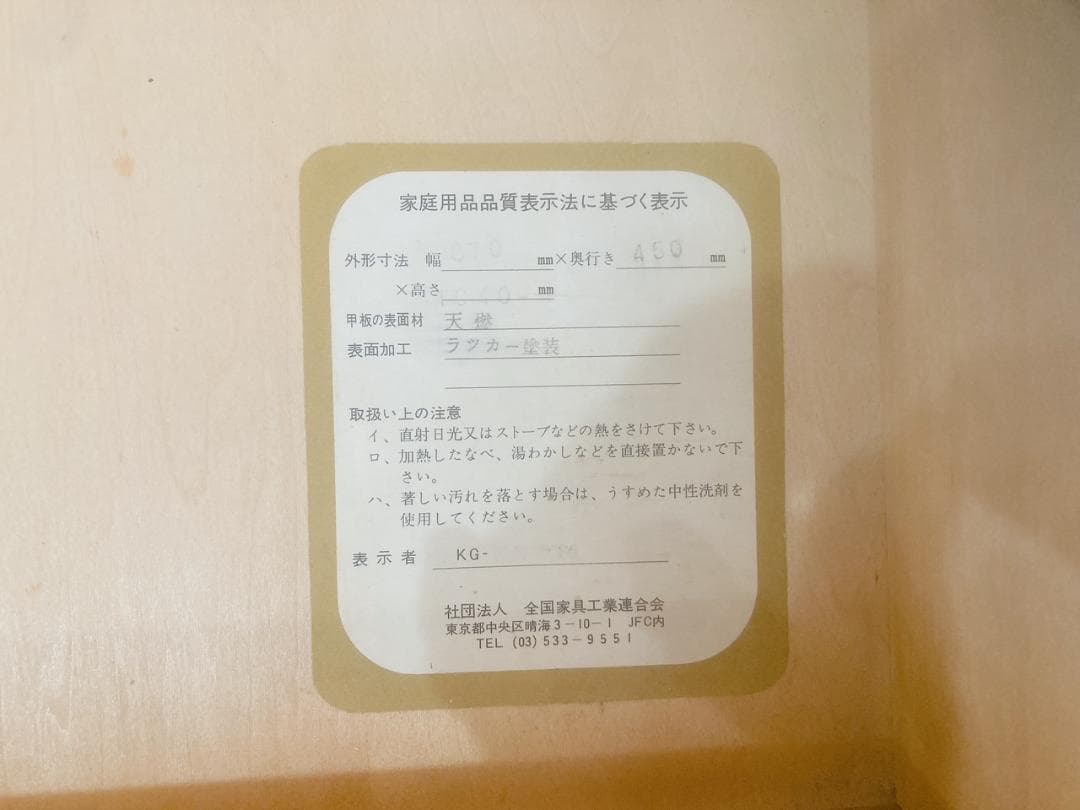 家庭用品品質表示法に基づく表示
外形寸法 幅 mm×奥行き 450 mm
×高さ mm
甲板の表面材 天然
表面加工 ラツカー塗装
取扱い上の注意
イ、直射日光又はストーブなどの熱をさけて下さい。
ロ、加熱したなべ、湯わかしなどを直接置かないで下
さい。
ハ、著しい汚れを落とす場合は、うすめた中性洗剤を
使用してください。
表示者 KG-
社団法人 全国家具工業連合会
東京都中央区晴海3-10-1 JFC内
TEL (03) 533-9551